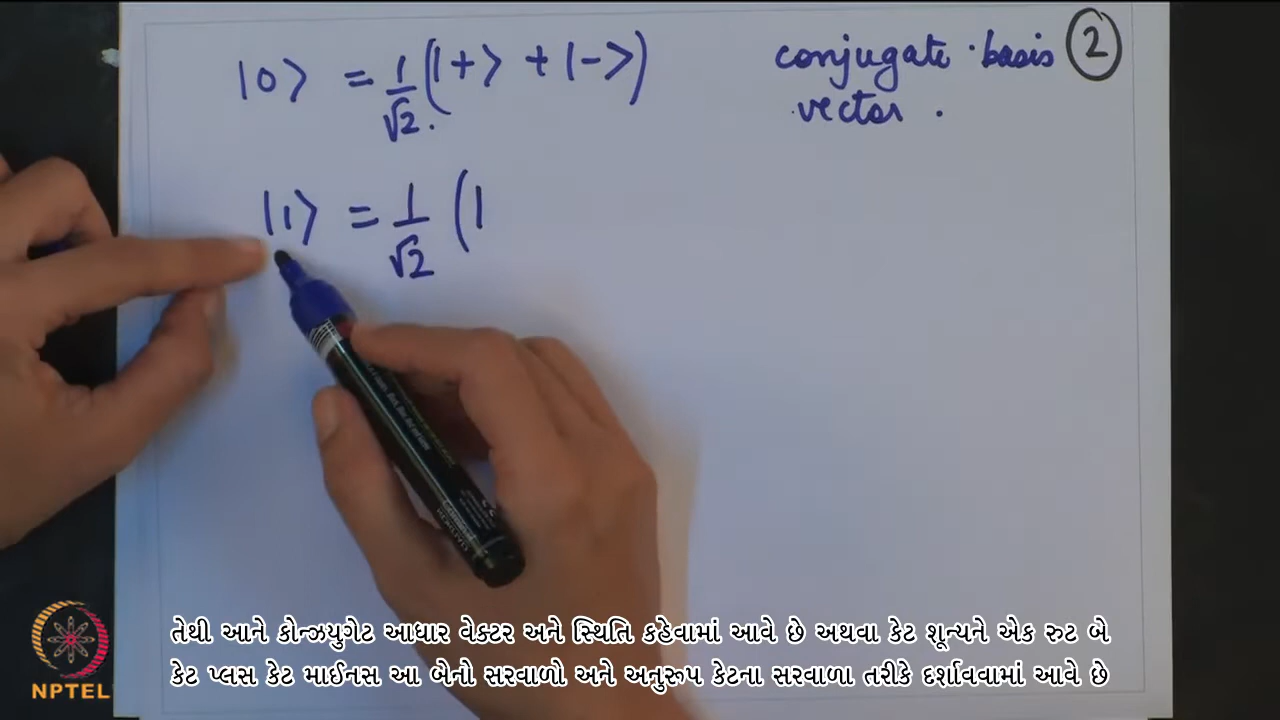 |0⟩ = 1/√2. (|+⟩ + |-⟩)
conjugate basis ②
vector.
|1⟩ = 1/√2 (|
તેથી આને કોન્ઝયુગેટ આધાર વેક્ટર અને સ્થિતિ કહેવામાં આવે છે અથવા કેટ શૂન્યને એક રુટ બે
કેટ પ્લસ કેટ માઈનસ આ બેનો સરવાળો અને અનુરૂપ કેટના સરવાળા તરીકે દર્શાવવામાં આવે છે
NPTEL